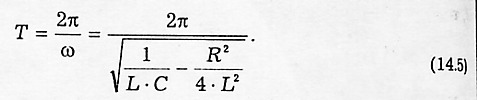 T = 2π/ω = 2π/√(1/(L·C) − R²/(4·L²)). (14.5)